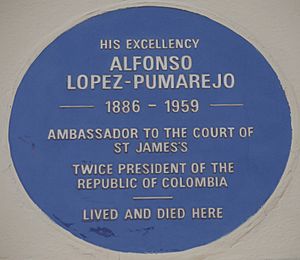 HIS EXCELLENCY
ALFONSO
LOPEZ-PUMAREJO
1886 - 1959
AMBASSADOR TO THE COURT OF
ST JAMES'S
TWICE PRESIDENT OF THE
REPUBLIC OF COLOMBIA
LIVED AND DIED HERE